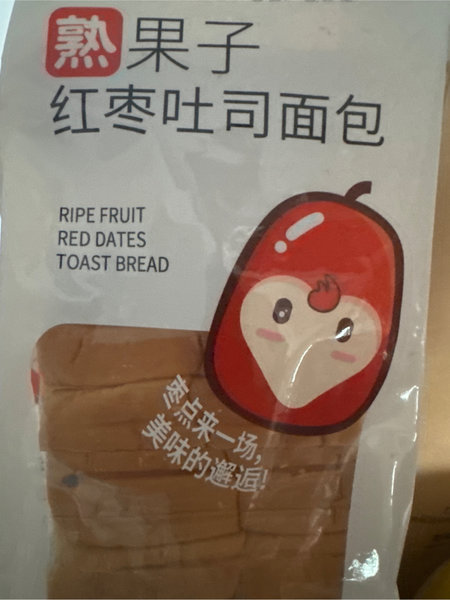 熟果子
红枣吐司面包
RIPE FRUIT
RED DATES
TOAST BREAD
枣点来一场,
美味的邂逅!